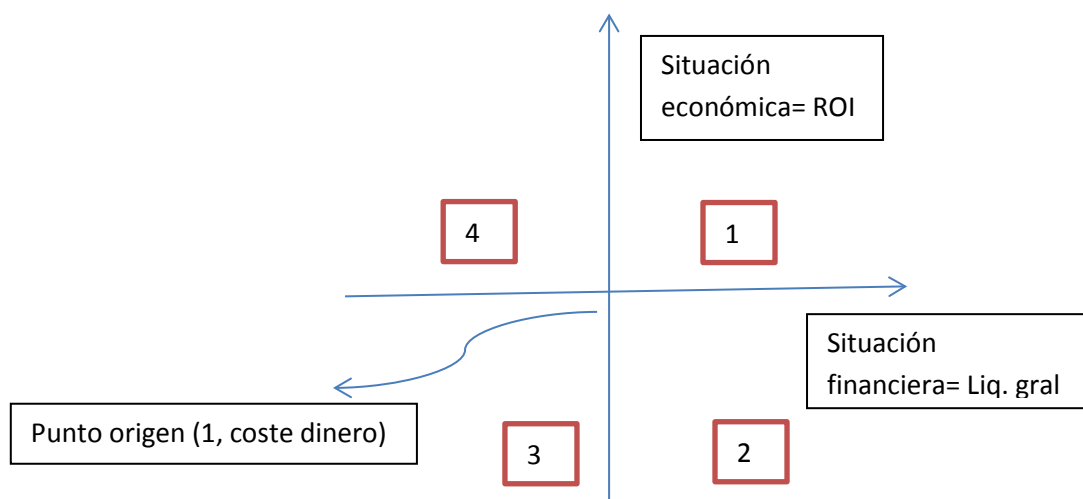 Situación
económica= ROI
4
1
Situación
financiera= Liq. gral
Punto origen (1, coste dinero)
3
2